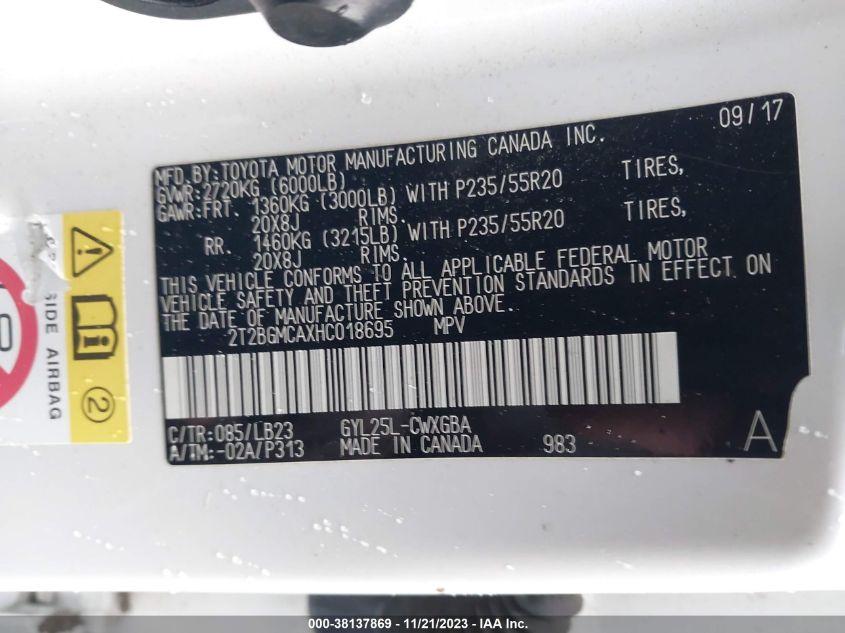 09/17
MFD.BY:TOYOTA MOTOR MANUFACTURING CANADA INC.
GVWR:2720KG (6000LB)
GAWR:FRT. 1360KG (3000LB) WITH P235/55R20 TIRES,
20X8J RIMS.
RR. 1460KG (3215LB) WITH P235/55R20 TIRES,
20X8J RIMS.
THIS VEHICLE CONFORMS TO ALL APPLICABLE FEDERAL MOTOR
VEHICLE SAFETY AND THEFT PREVENTION STANDARDS IN EFFECT ON
THE DATE OF MANUFACTURE SHOWN ABOVE.
2T2BGMCAXHC018695 MPV
C/TR:085/LB23 GYL25L-CWXGBA
A/TM:-02A/P313 MADE IN CANADA 983 A
SIDE AIRBAG
2
000-38137869 - 11/21/2023 - IAA Inc.